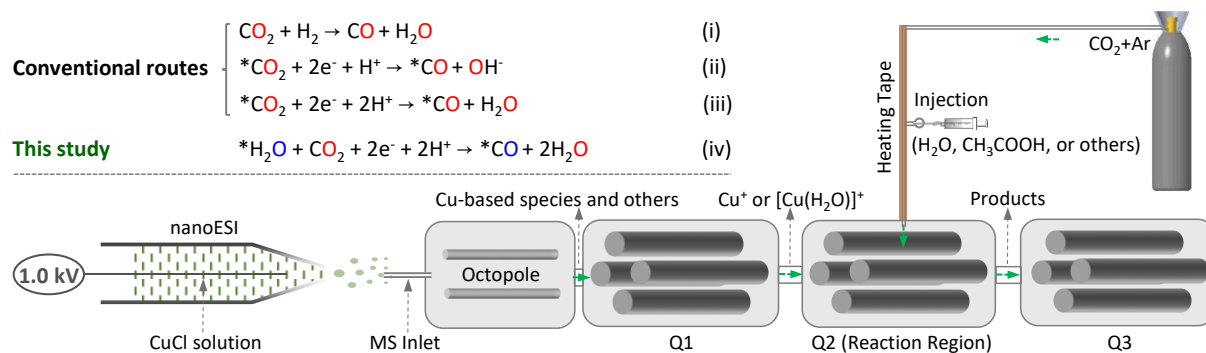 CO₂ + H₂ → CO + H₂O (i)
Conventional routes
*CO₂ + 2e⁻ + H⁺ → *CO + OH⁻ (ii)
*CO₂ + 2e⁻ + 2H⁺ → *CO + H₂O (iii)
This study
*H₂O + CO₂ + 2e⁻ + 2H⁺ → *CO + 2H₂O (iv)
CO₂+Ar
Heating Tape
Injection
(H₂O, CH₃COOH, or others)
Cu-based species and others
Cu⁺ or [Cu(H₂O)]⁺
Products
nanoESI
1.0 kV
Octopole
CuCl solution
MS Inlet
Q1
Q2 (Reaction Region)
Q3